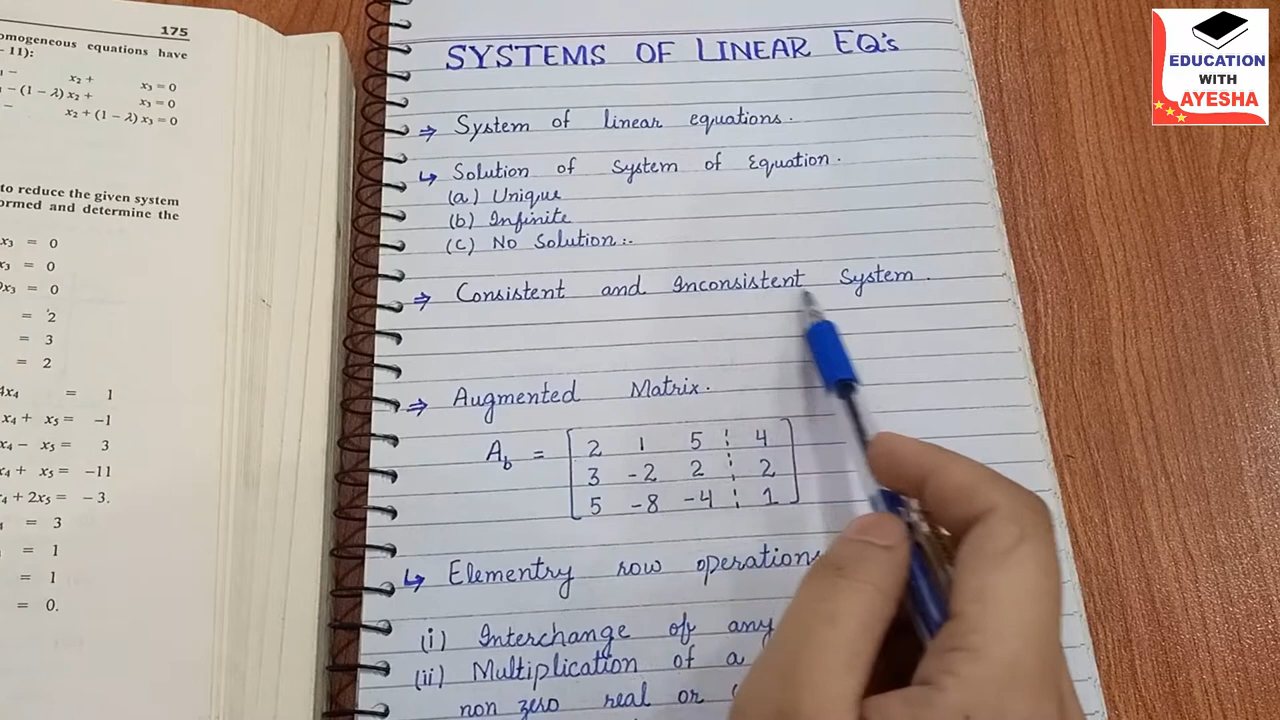 175
omogeneous equations have
- 11):
x₂ + x₃ = 0
- (1 - λ) x₂ + x₃ = 0
x₂ + (1 - λ) x₃ = 0
to reduce the given system
ormed and determine the
x₃ = 0
x₃ = 0
x₃ = 0
= 2
= 3
= 2
4x₄ = 1
x₄ + x₅ = -1
x₄ - x₅ = 3
x₄ + x₅ = -11
x₄ + 2x₅ = -3.
= 3
= 1
= 1
= 0.
SYSTEMS OF LINEAR EQ's
⇒ System of linear equations.
↳ Solution of System of Equation.
(a) Unique
(b) Infinite
(c) No Solution:.
⇒ Consistent and Inconsistent System.
⇒ Augmented Matrix.
A_b = [ 2 1 5 ⋮ 4
3 -2 2 ⋮ 2
5 -8 -4 ⋮ 1 ]
↳ Elementry row operations
(i) Interchange of any
(ii) Multiplication of a
non zero real or
EDUCATION
WITH
AYESHA